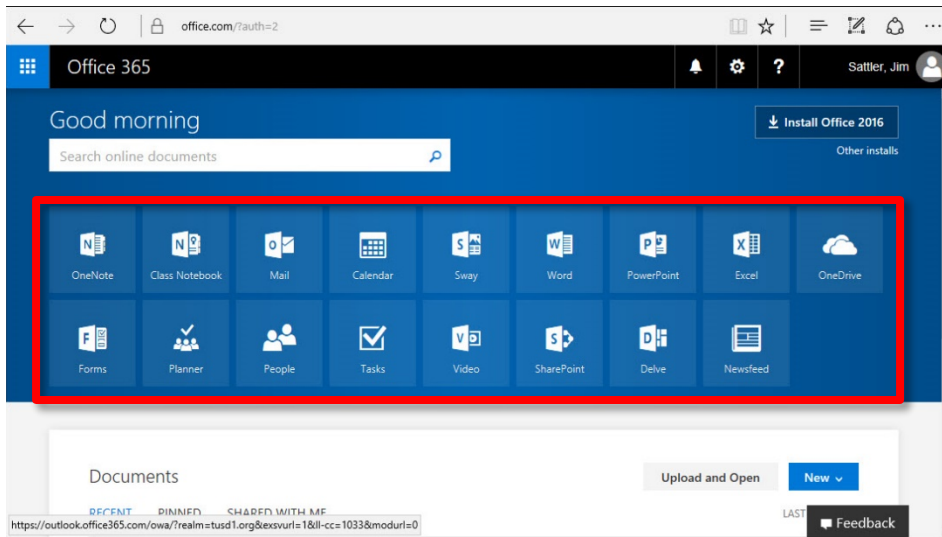 office.com/?auth=2
Office 365
? Sattler, Jim
Good morning
Install Office 2016
Search online documents
Other installs
N N O S W P X
OneNote Class Notebook Mail Calendar Sway Word PowerPoint Excel OneDrive
F V S D
Forms Planner People Tasks Video SharePoint Delve Newsfeed
Documents
Upload and Open New
RECENT PINNED SHARED WITH ME LAST
https://outlook.office365.com/owa/?realm=tusd1.org&exsvurl=1&ll-cc=1033&modurl=0
Feedback